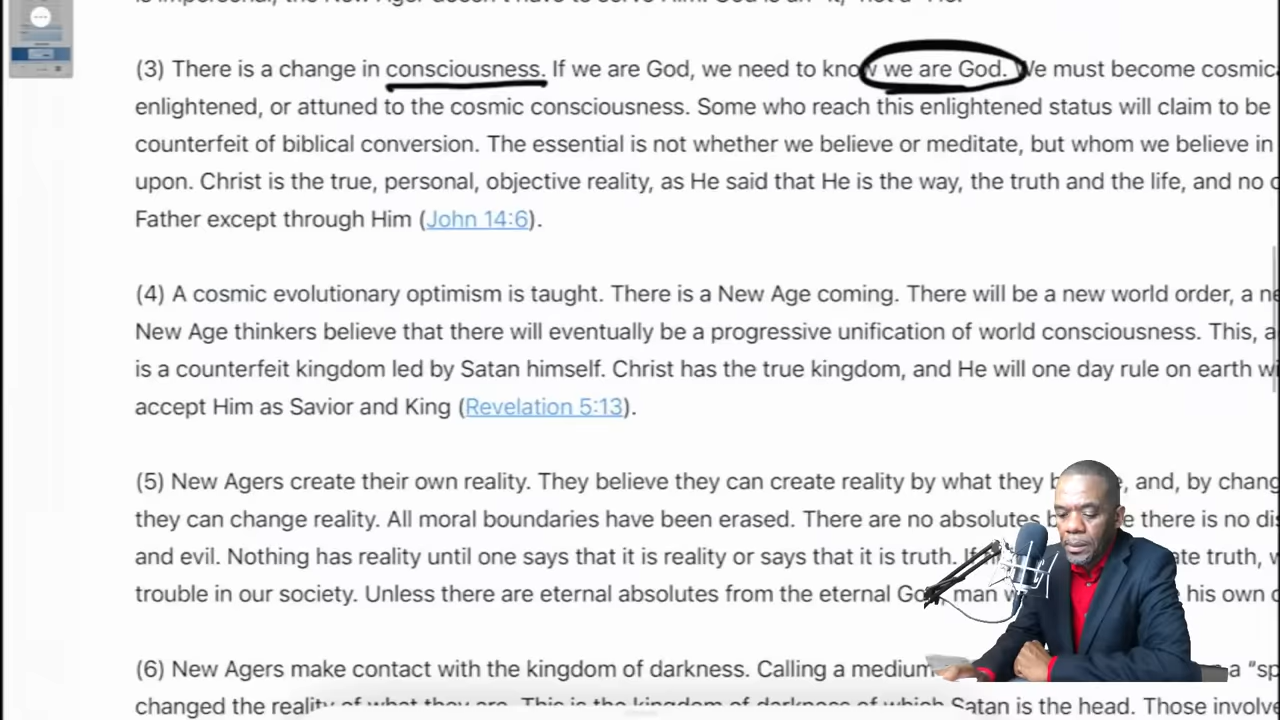 (3) There is a change in consciousness. If we are God, we need to know we are God. We must become cosmic
enlightened, or attuned to the cosmic consciousness. Some who reach this enlightened status will claim to be
counterfeit of biblical conversion. The essential is not whether we believe or meditate, but whom we believe in
upon. Christ is the true, personal, objective reality, as He said that He is the way, the truth and the life, and no
Father except through Him (John 14:6).
(4) A cosmic evolutionary optimism is taught. There is a New Age coming. There will be a new world order, a
New Age thinkers believe that there will eventually be a progressive unification of world consciousness. This,
is a counterfeit kingdom led by Satan himself. Christ has the true kingdom, and He will one day rule on earth
accept Him as Savior and King (Revelation 5:13).
(5) New Agers create their own reality. They believe they can create reality by what they , and, by
they can change reality. All moral boundaries have been erased. There are no absolutes there is no
and evil. Nothing has reality until one says that it is reality or says that it is truth. truth,
trouble in our society. Unless there are eternal absolutes from the eternal man his own
(6) New Agers make contact with the kingdom of darkness. Calling a medium a
changed the reality of what they are. This is the kingdom of darkness of which Satan is the head. Those